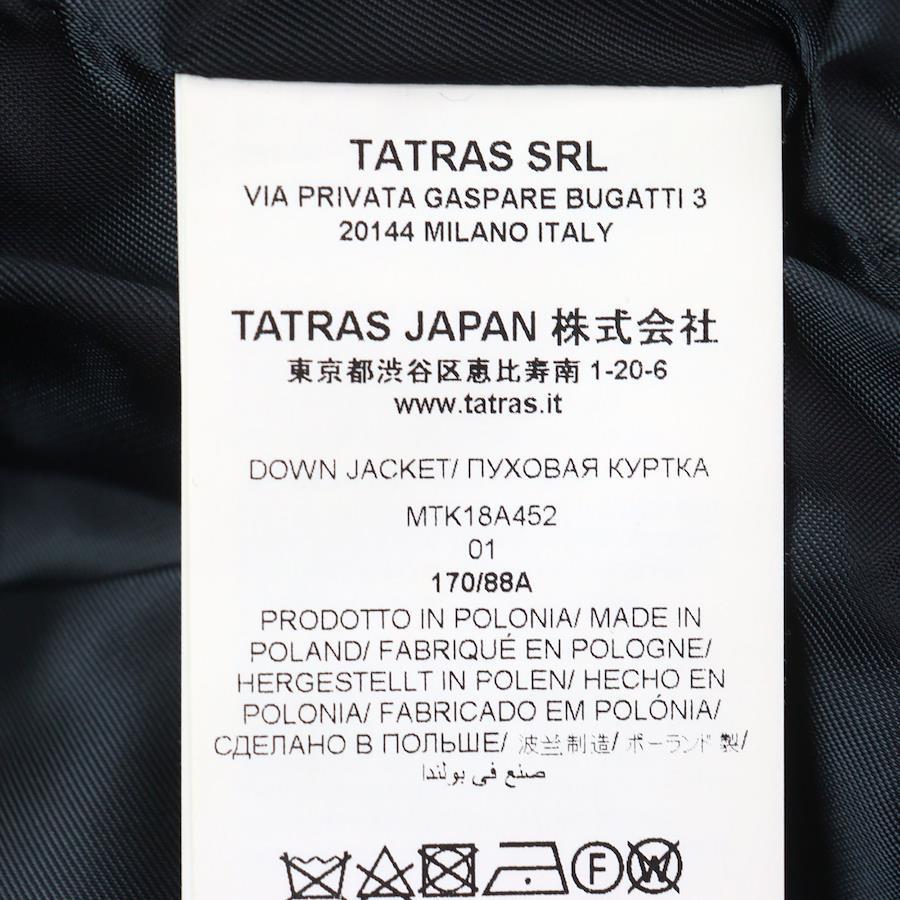 TATRAS SRL
VIA PRIVATA GASPARE BUGATTI 3
20144 MILANO ITALY
TATRAS JAPAN 株式会社
東京都渋谷区恵比寿南 1-20-6
www.tatras.it
DOWN JACKET/ ПУХОВАЯ КУРТКА
MTK18A452
01
170/88A
PRODOTTO IN POLONIA/ MADE IN
POLAND/ FABRIQUÉ EN POLOGNE/
HERGESTELLT IN POLEN/ HECHO EN
POLONIA/ FABRICADO EM POLÓNIA/
СДЕЛАНО В ПОЛЬШЕ/ 波兰制造/ ポーランド製/
صنع في بولندا
F W